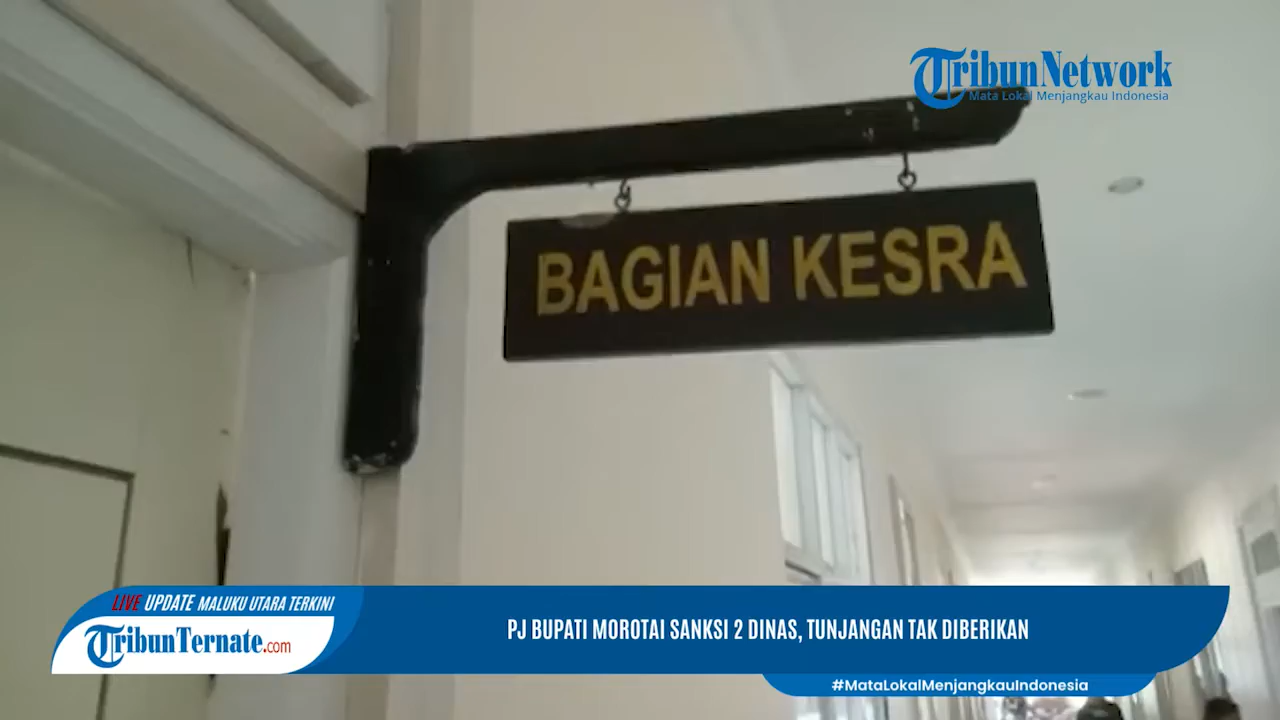 TribunNetwork
Mata Lokal Menjangkau Indonesia
BAGIAN KESRA
LIVE UPDATE MALUKU UTARA TERKINI
TribunTernate.com
PJ BUPATI MOROTAI SANKSI 2 DINAS, TUNJANGAN TAK DIBERIKAN
#MataLokalMenjangkauIndonesia